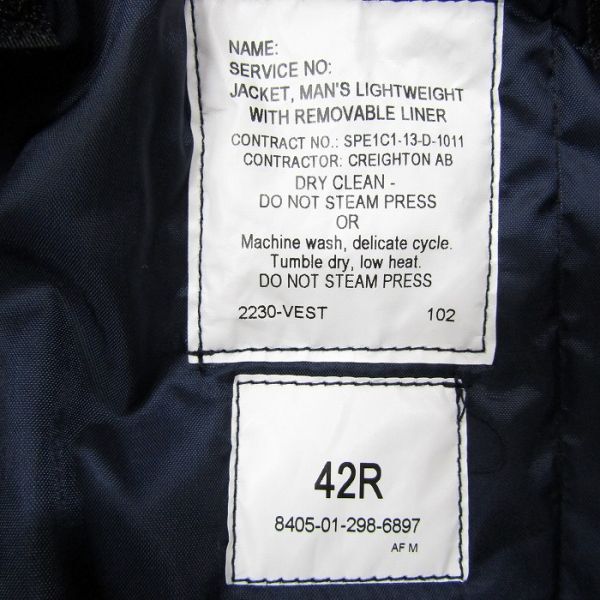 NAME:
SERVICE NO:
JACKET, MAN'S LIGHTWEIGHT
WITH REMOVABLE LINER
CONTRACT NO.: SPE1C1-13-D-1011
CONTRACTOR: CREIGHTON AB
DRY CLEAN -
DO NOT STEAM PRESS
OR
Machine wash, delicate cycle.
Tumble dry, low heat.
DO NOT STEAM PRESS
2230-VEST 102
42R
8405-01-298-6897
AF M